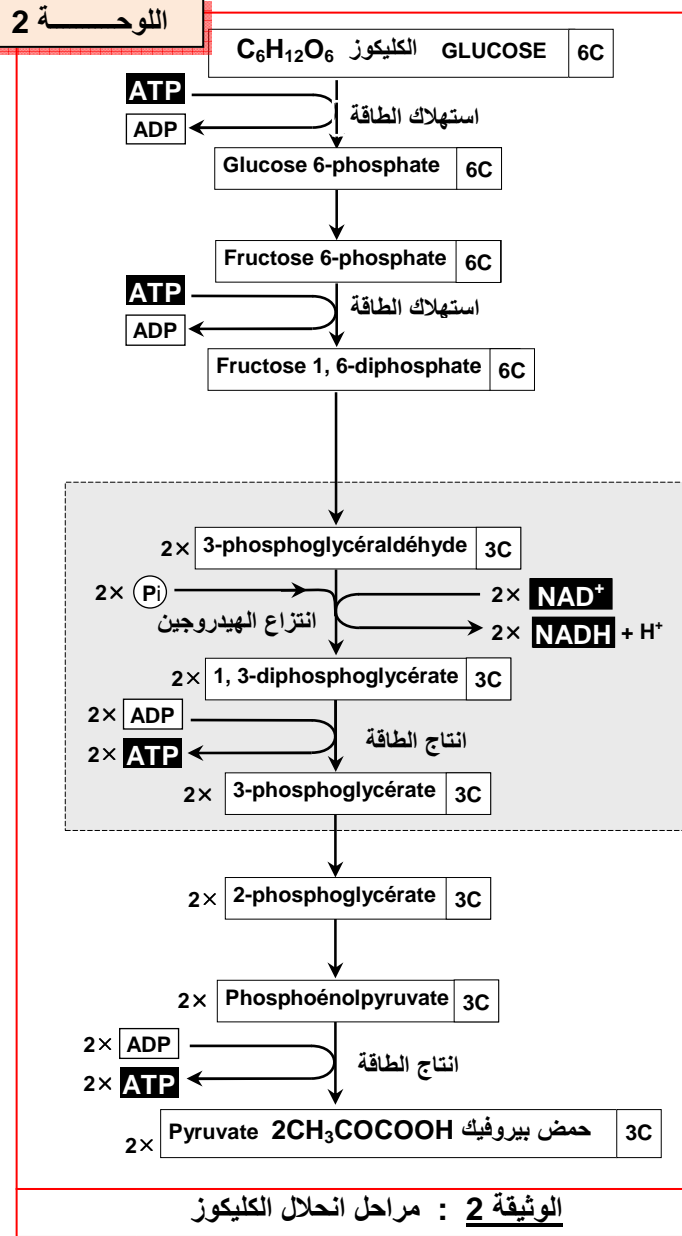 اللوحـــــــة 2
C₆H₁₂O₆ الكليكوز GLUCOSE 6C
ATP
استهلاك الطاقة
ADP
Glucose 6-phosphate 6C
Fructose 6-phosphate 6C
ATP
استهلاك الطاقة
ADP
Fructose 1, 6-diphosphate 6C
2× 3-phosphoglycéraldéhyde 3C
2× Pi 2× NAD⁺
انتزاع الهيدروجين 2× NADH + H⁺
2× 1, 3-diphosphoglycérate 3C
2× ADP
انتاج الطاقة
2× ATP
2× 3-phosphoglycérate 3C
2× 2-phosphoglycérate 3C
2× Phosphoénolpyruvate 3C
2× ADP
انتاج الطاقة
2× ATP
2× Pyruvate 2CH₃COCOOH حمض بيروفيك 3C
الوثيقة 2 : مراحل انحلال الكليكوز